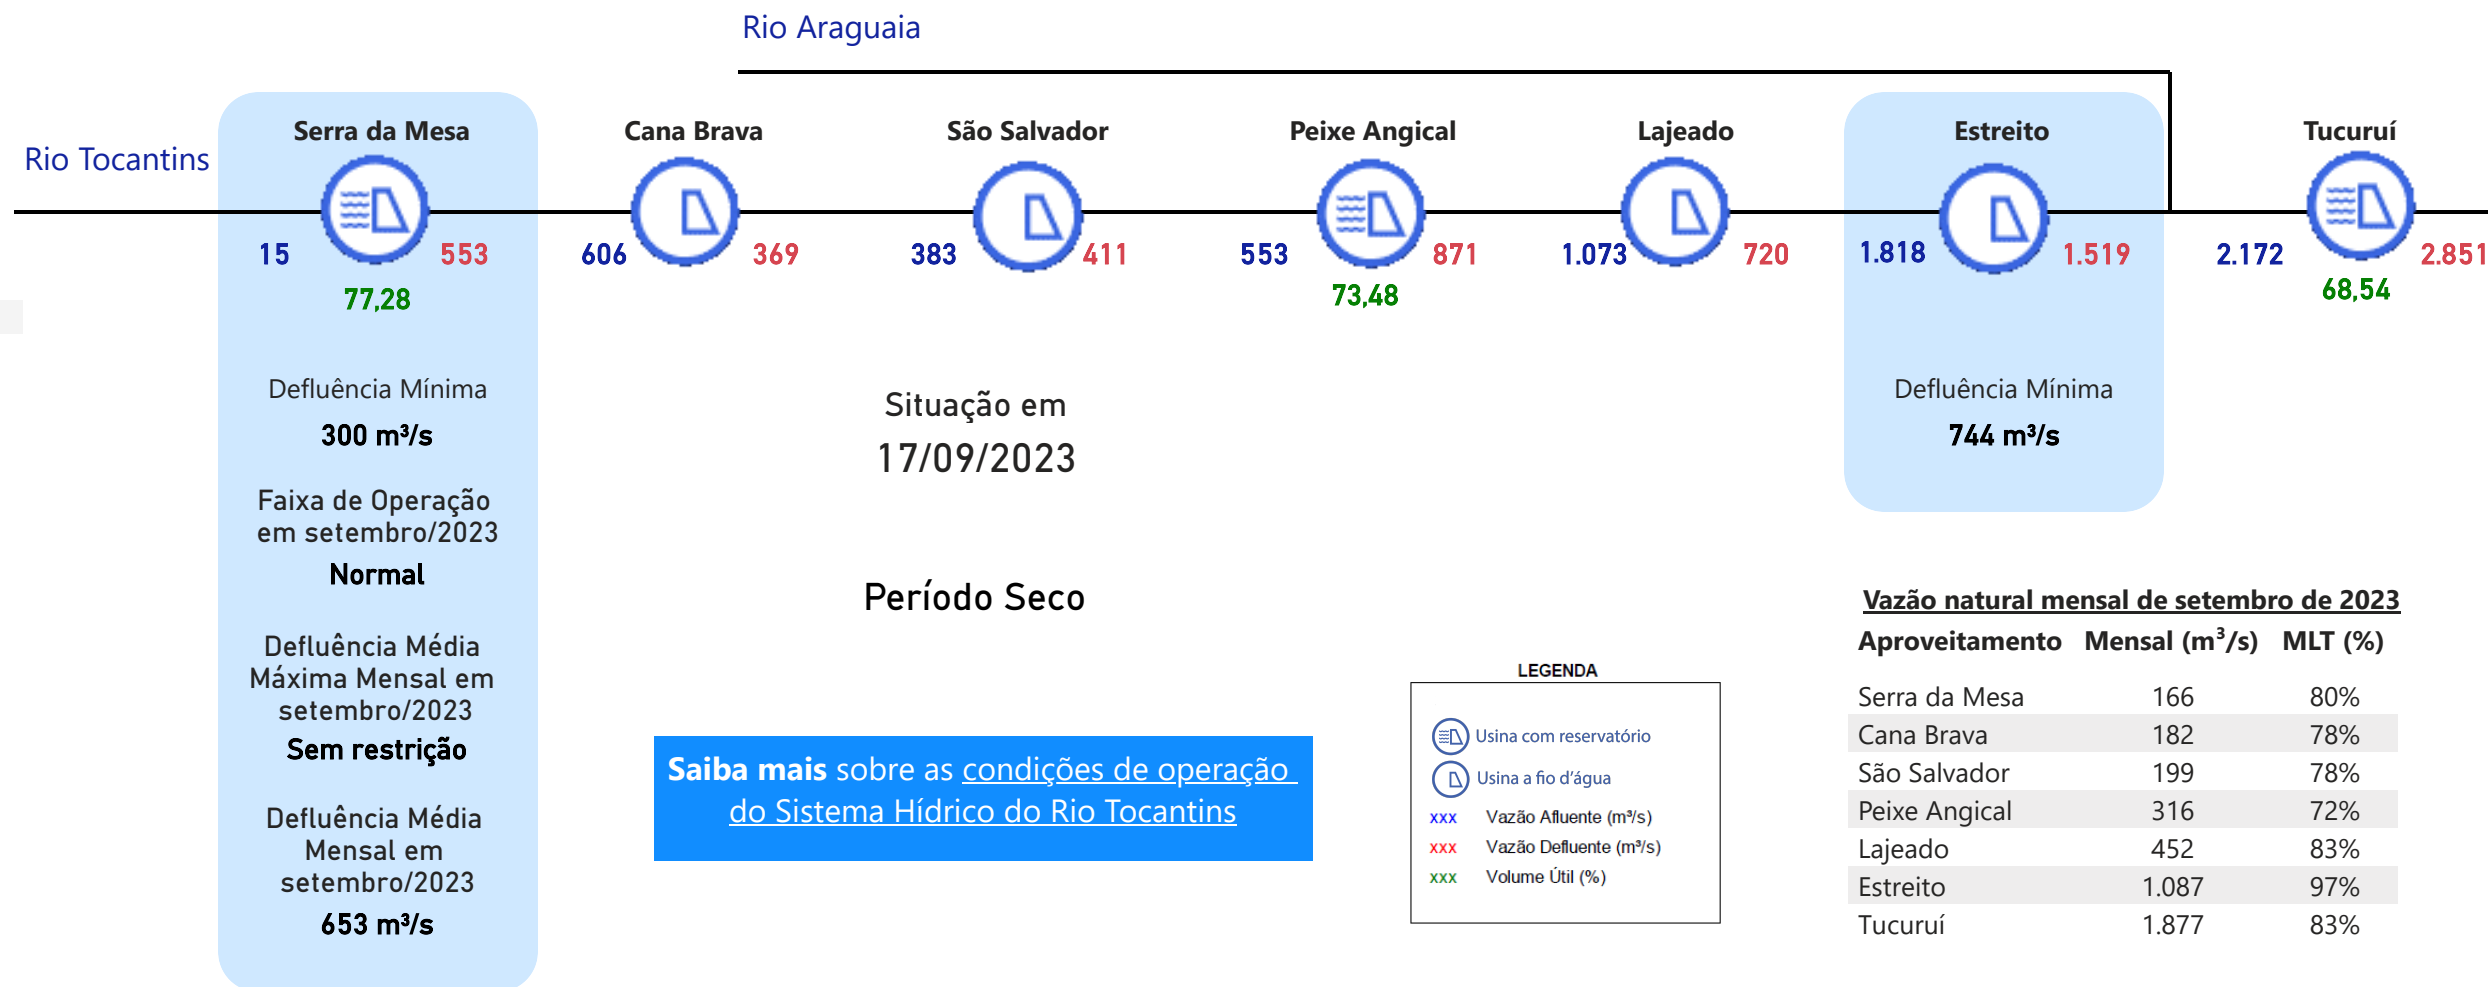 Rio Araguaia
Rio Tocantins
Serra da Mesa
Cana Brava
São Salvador
Peixe Angical
Lajeado
Estreito
Tucuruí
15
553
606
369
383
411
553
871
1.073
720
1.818
1.519
2.172
2.851
77,28
73,48
68,54
Defluência Mínima
300 m³/s
Faixa de Operação
em setembro/2023
Normal
Defluência Média
Máxima Mensal em
setembro/2023
Sem restrição
Defluência Média
Mensal em
setembro/2023
653 m³/s
Situação em
17/09/2023
Período Seco
Saiba mais sobre as condições de operação
do Sistema Hídrico do Rio Tocantins
Defluência Mínima
744 m³/s
LEGENDA
Usina com reservatório
Usina a fio d'água
xxx Vazão Afluente (m³/s)
xxx Vazão Defluente (m³/s)
xxx Volume Útil (%)
Vazão natural mensal de setembro de 2023
Aproveitamento Mensal (m³/s) MLT (%)
Serra da Mesa 166 80%
Cana Brava 182 78%
São Salvador 199 78%
Peixe Angical 316 72%
Lajeado 452 83%
Estreito 1.087 97%
Tucuruí 1.877 83%